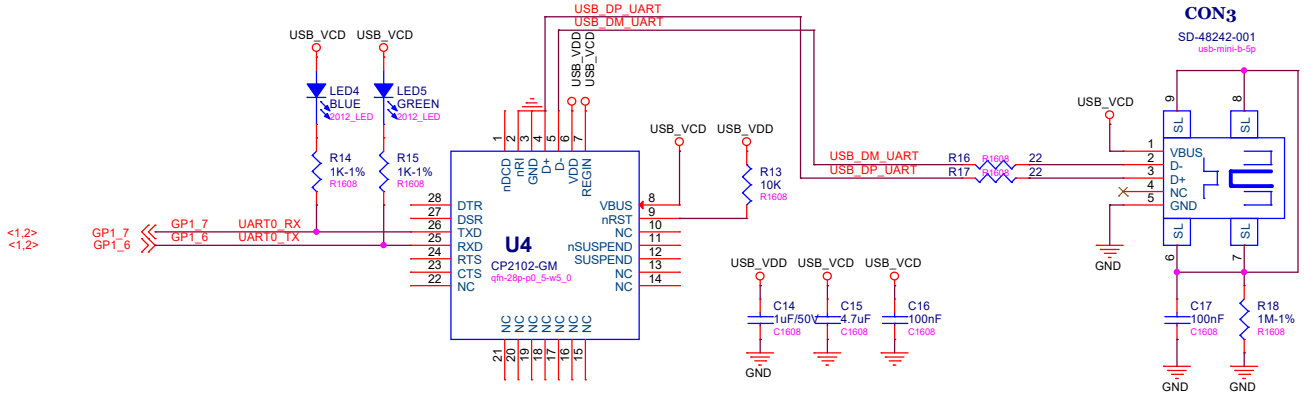 USB_DP_UART
USB_DM_UART
CON3
SD-48242-001
usb-mini-b-5p
USB_VCD
USB_VCD
USB_VDD
USB_VCD
LED4
BLUE
2012_LED
LED5
GREEN
2012_LED
R14
1K-1%
R1608
R15
1K-1%
R1608
1
2
3
4
5
6
7
nDCD
nRI
GND
D+
D-
VDD
REGIN
USB_VCD
USB_VDD
R13
10K
R1608
28
DTR
27
DSR
26
TXD
25
RXD
24
RTS
23
CTS
22
NC
VBUS
8
nRST
9
NC
10
nSUSPEND
11
SUSPEND
12
NC
13
NC
14
U4
CP2102-GM
qfn-28p-p0_5-w5_0
NC
NC
NC
NC
NC
NC
NC
21
20
19
18
17
16
15
<1,2>
GP1_7
GP1_7
UART0_RX
<1,2>
GP1_6
GP1_6
UART0_TX
USB_DM_UART
R16
R1608
22
USB_DP_UART
R17
R1608
22
USB_VCD
9
8
SL
SL
1
VBUS
2
D-
3
D+
4
NC
5
GND
SL
SL
6
7
GND
USB_VDD
USB_VCD
USB_VCD
C14
1uF/50V
C1608
C15
4.7uF
C1608
C16
100nF
C1608
GND
C17
100nF
C1608
R18
1M-1%
R1608
GND
GND